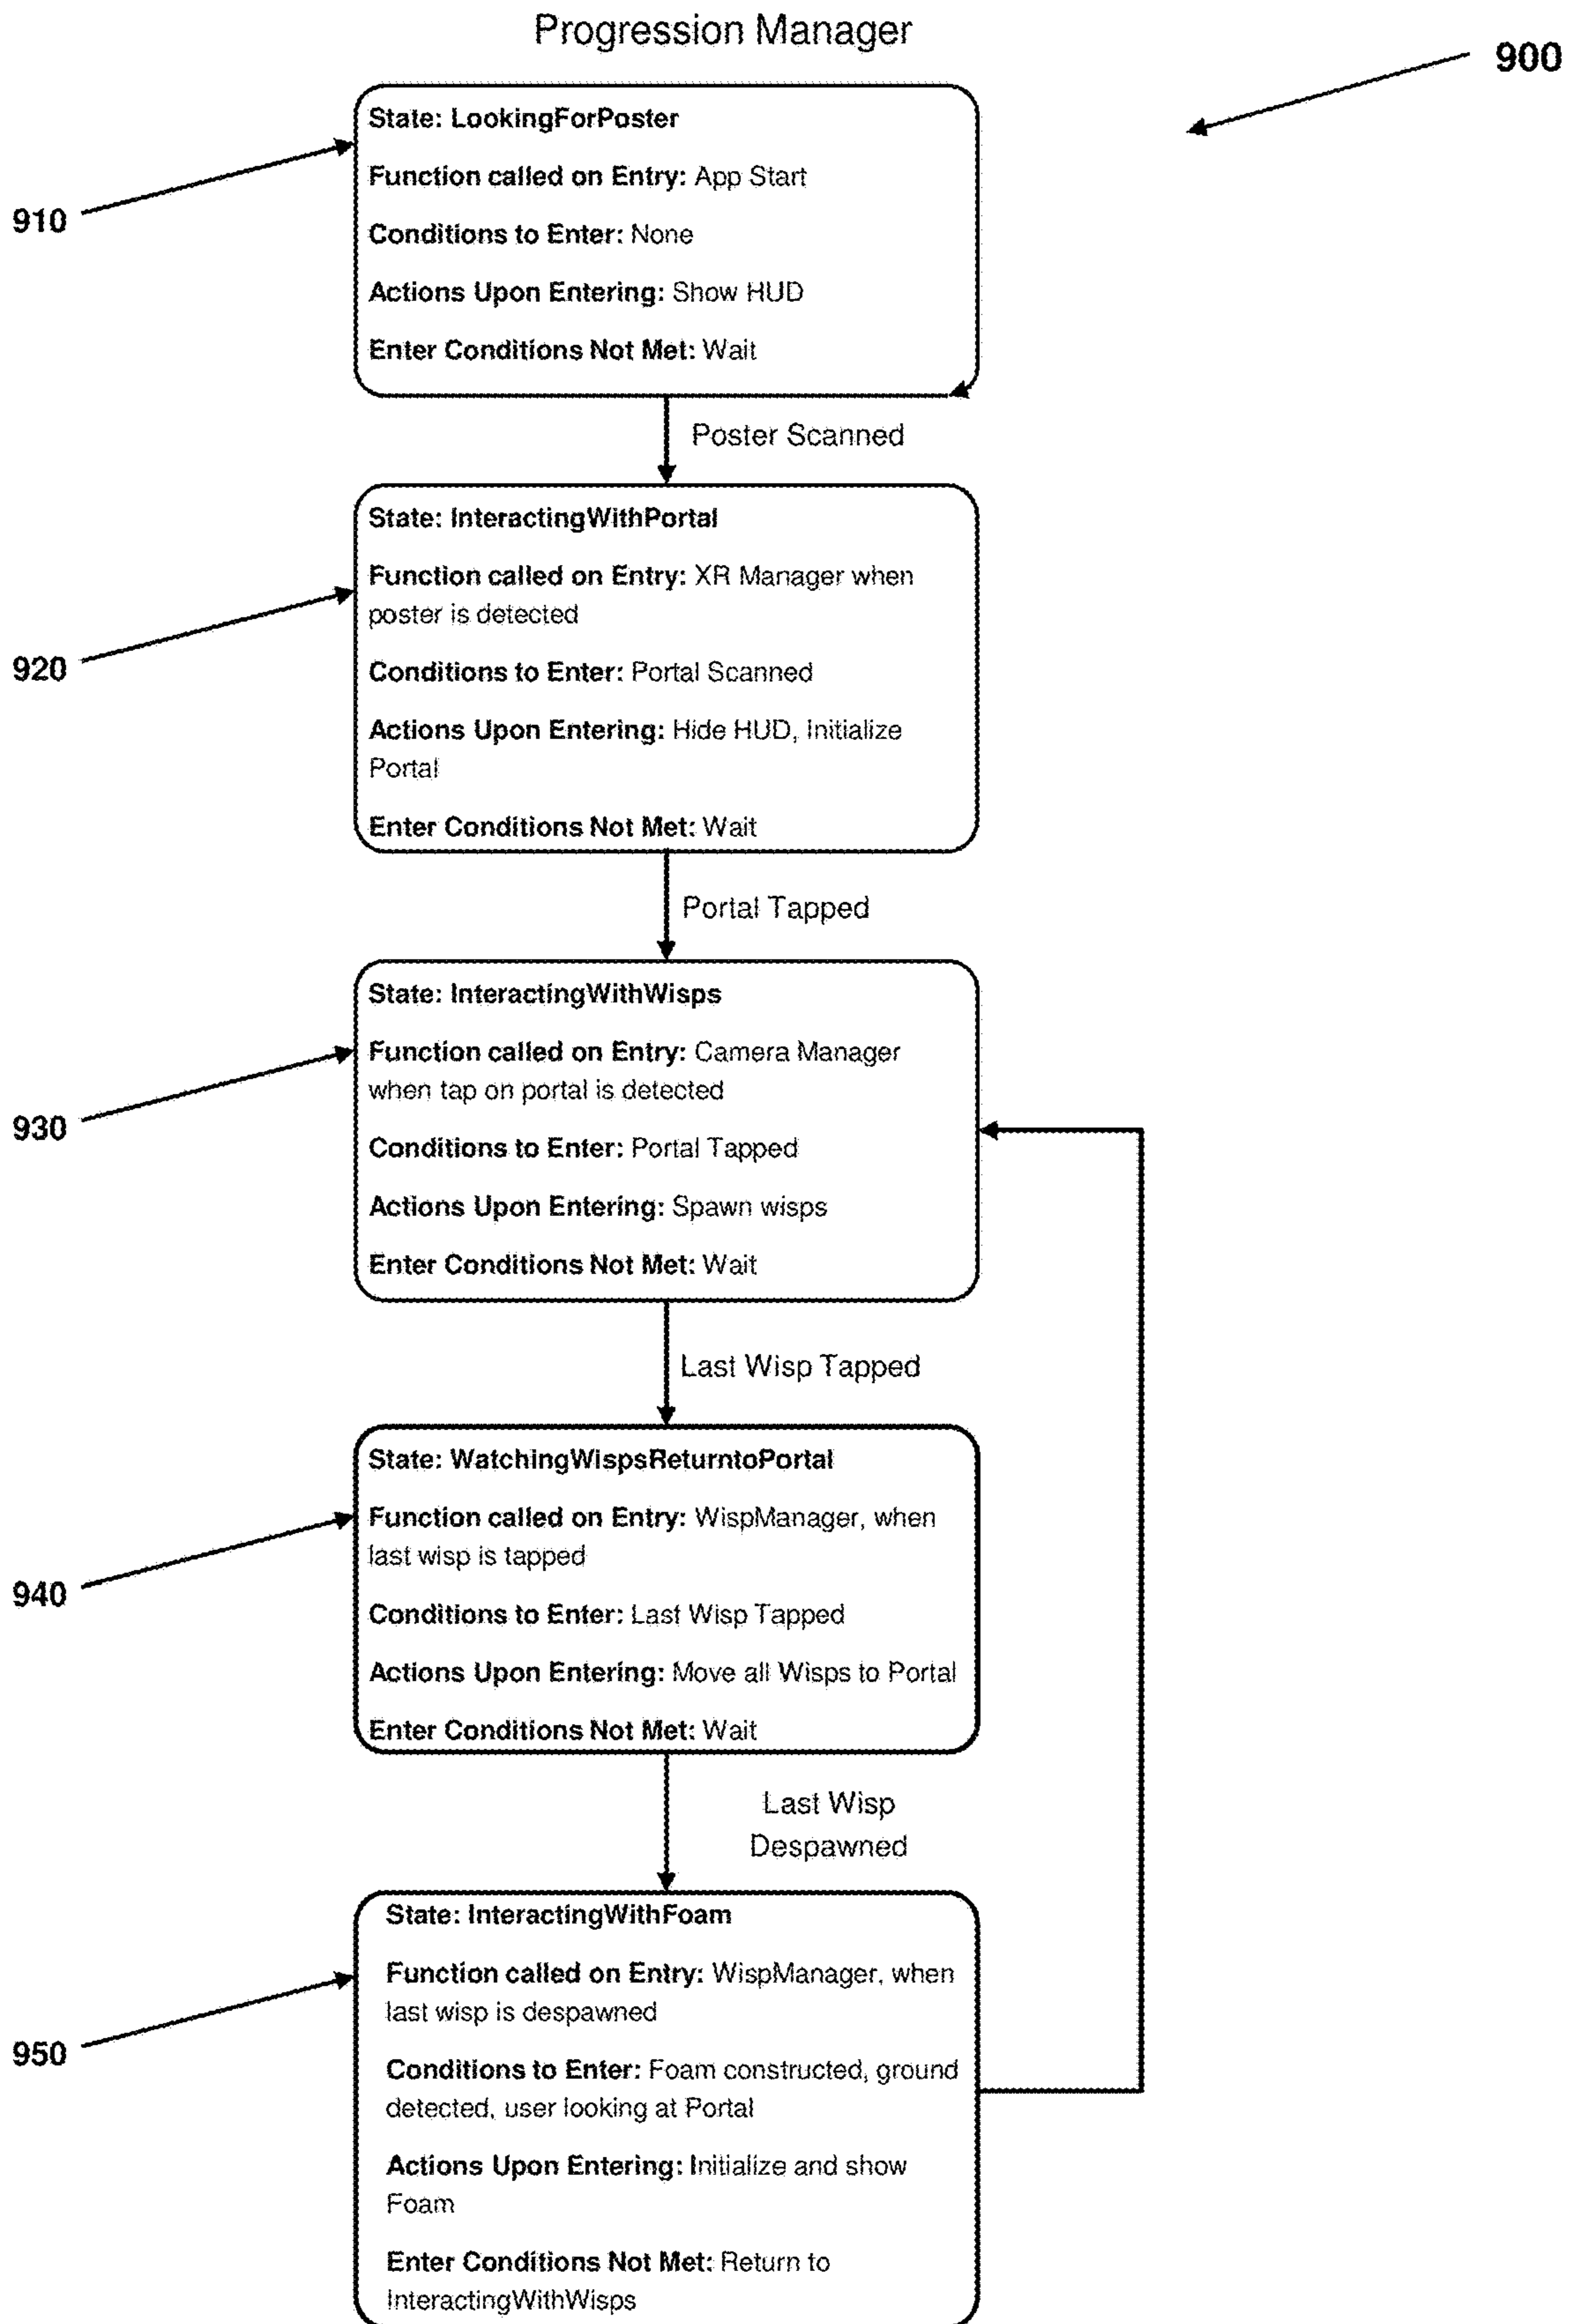 Progression Manager
900
State: LookingForPoster
Function called on Entry: App Start
910
Conditions to Enter: None
Actions Upon Entering: Show HUD
Enter Conditions Not Met: Wait
Poster Scanned
State: InteractingWithPortal
Function called on Entry: XR Manager when
poster is detected
920
Conditions to Enter: Portal Scanned
Actions Upon Entering: Hide HUD, Initialize
Portal
Enter Conditions Not Met: Wait
Portal Tapped
State: InteractingWithWisps
Function called on Entry: Camera Manager
when tap on portal is detected
930
Conditions to Enter: Portal Tapped
Actions Upon Entering: Spawn wisps
Enter Conditions Not Met: Wait
Last Wisp Tapped
State: WatchingWispsReturntoPortal
Function called on Entry: WispManager, when
last wisp is tapped
940
Conditions to Enter: Last Wisp Tapped
Actions Upon Entering: Move all Wisps to Portal
Enter Conditions Not Met: Wait
Last Wisp
Despawned
State: InteractingWithFoam
Function called on Entry: WispManager, when
last wisp is despawned
950
Conditions to Enter: Foam constructed, ground
detected, user looking at Portal
Actions Upon Entering: Initialize and show
Foam
Enter Conditions Not Met: Return to
InteractingWithWisps